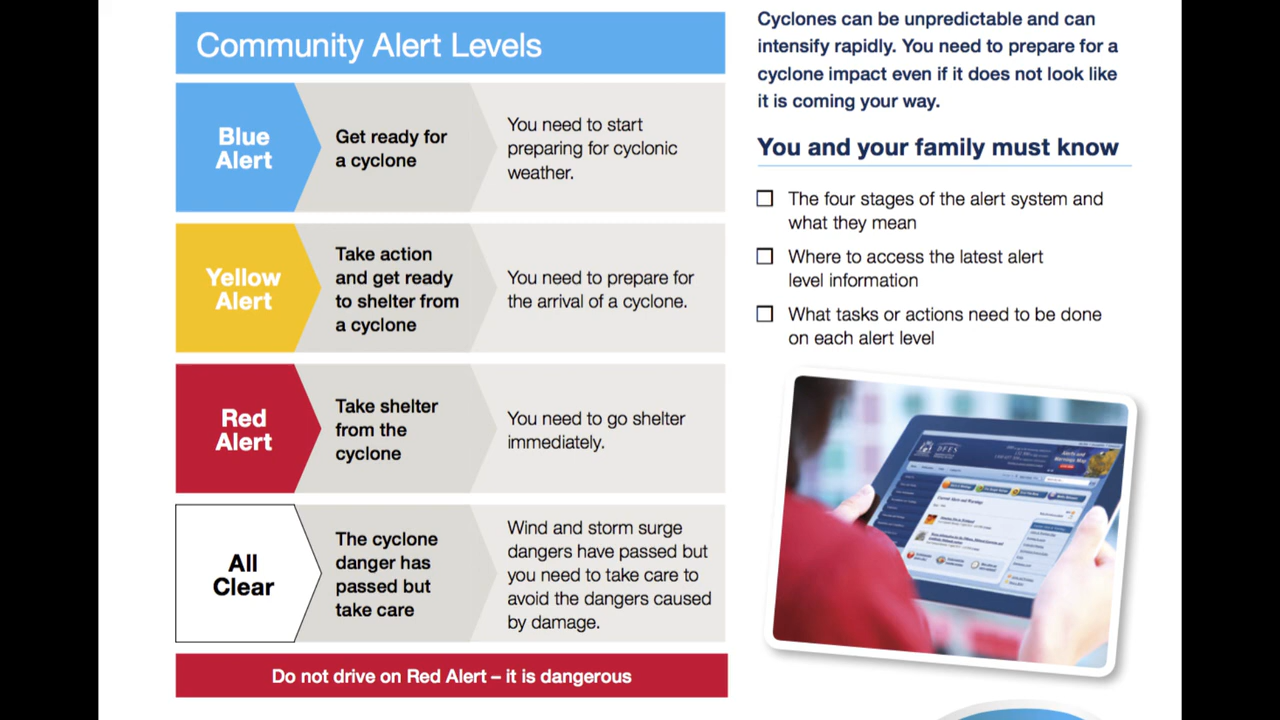 Community Alert Levels
Blue
Alert
Get ready for
a cyclone
You need to start
preparing for cyclonic
weather.
Yellow
Alert
Take action
and get ready
to shelter from
a cyclone
You need to prepare for
the arrival of a cyclone.
Red
Alert
Take shelter
from the
cyclone
You need to go shelter
immediately.
All
Clear
The cyclone
danger has
passed but
take care
Wind and storm surge
dangers have passed but
you need to take care to
avoid the dangers caused
by damage.
Do not drive on Red Alert – it is dangerous
Cyclones can be unpredictable and can
intensify rapidly. You need to prepare for a
cyclone impact even if it does not look like
it is coming your way.
You and your family must know
The four stages of the alert system and
what they mean
Where to access the latest alert
level information
What tasks or actions need to be done
on each alert level
DFES
Alerts and
Warnings Map